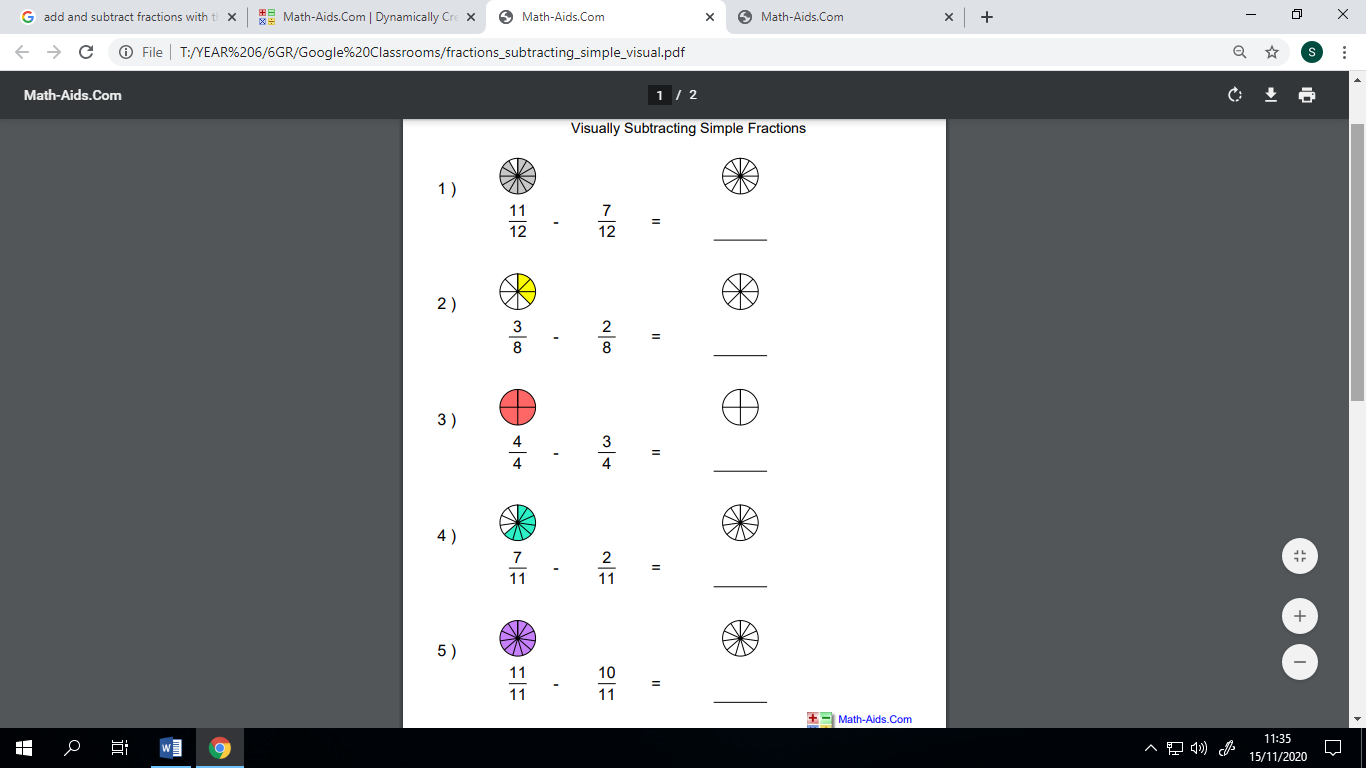 add and subtract fractions with t
Math-Aids.Com | Dynamically Cre
Math-Aids.Com
Math-Aids.Com
File | T:/YEAR%206/6GR/Google%20Classrooms/fractions_subtracting_simple_visual.pdf
S
Math-Aids.Com
1 / 2
Visually Subtracting Simple Fractions
1 )
11 7
12 - 12 =
2 )
3 2
8 - 8 =
3 )
4 3
4 - 4 =
4 )
7 2
11 - 11 =
5 )
11 10
11 - 11 =
Math-Aids.Com
11:35
15/11/2020